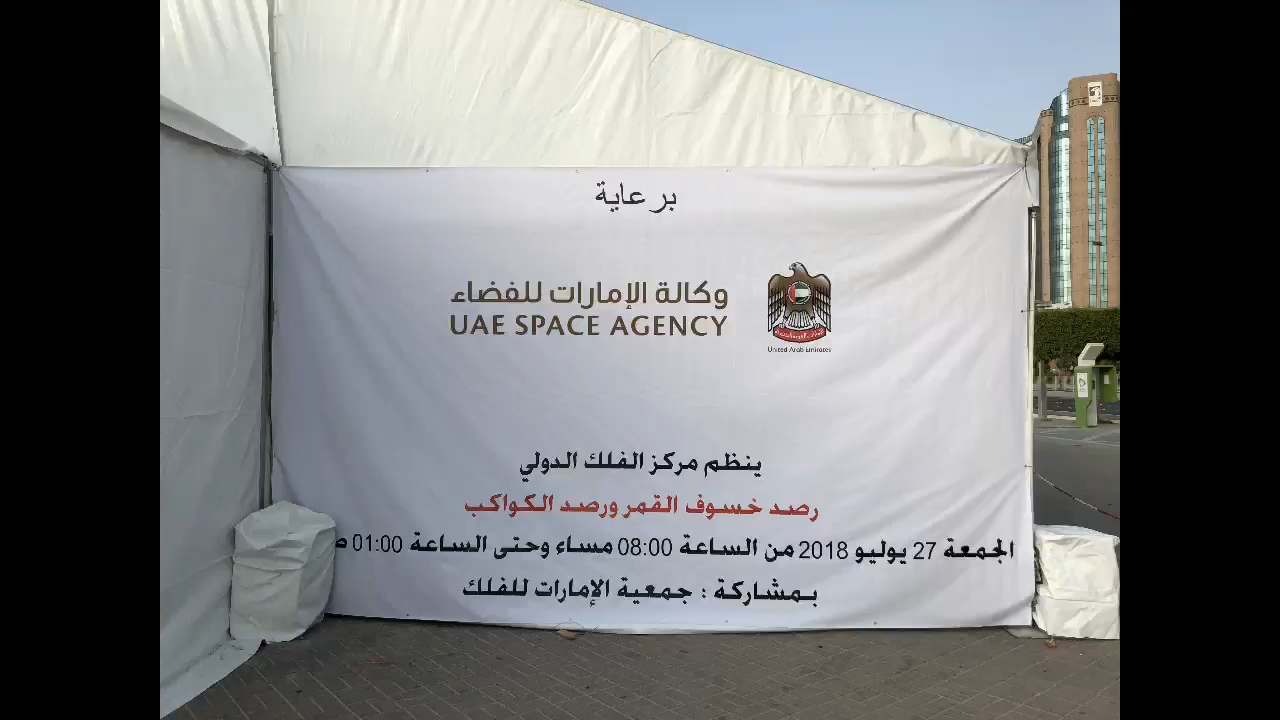 برعاية
وكالة الإمارات للفضاء
UAE SPACE AGENCY
United Arab Emirates
ينظم مركز الفلك الدولي
رصد خسوف القمر ورصد الكواكب
الجمعة 27 يوليو 2018 من الساعة 08:00 مساء وحتى الساعة 01:00
بمشاركة : جمعية الإمارات للفلك